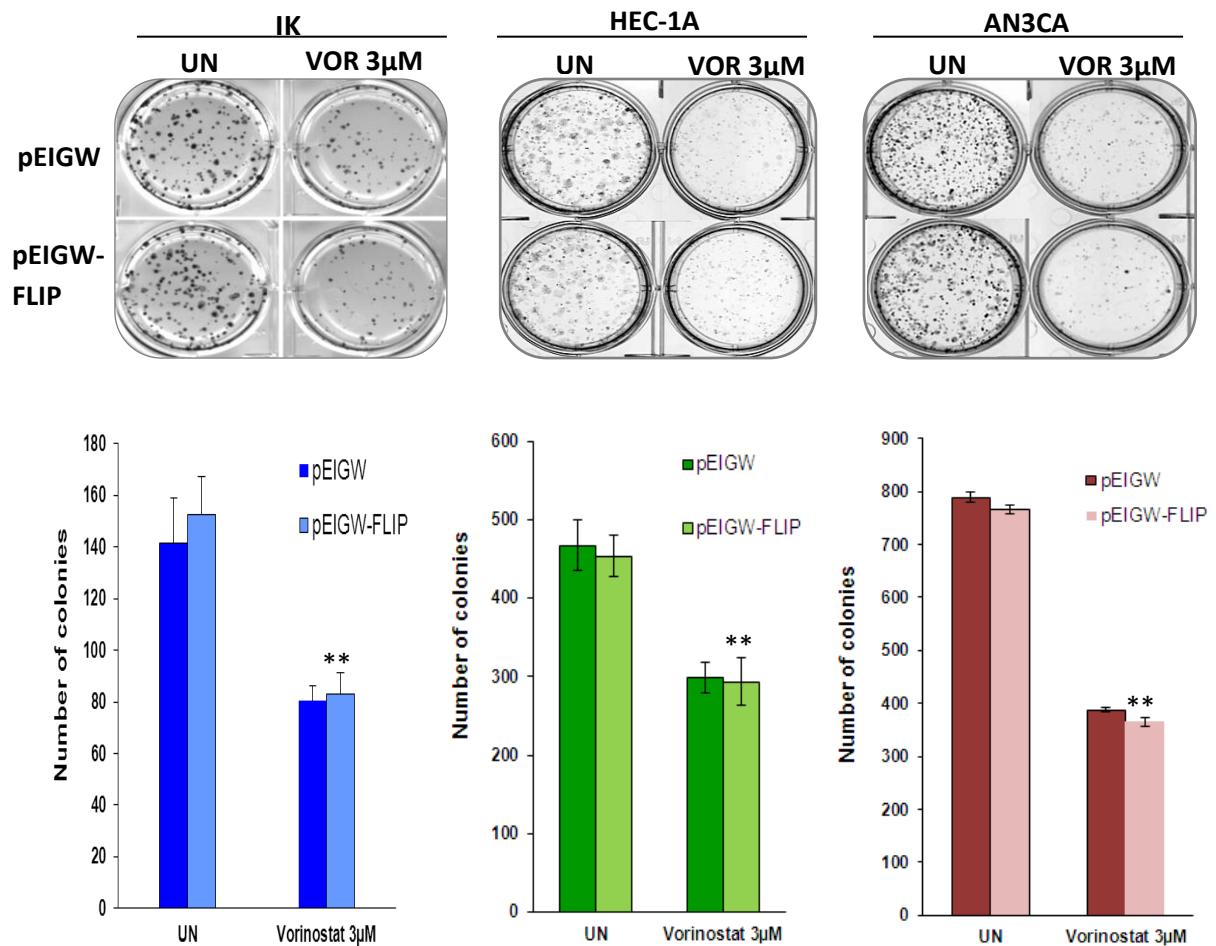 IK
HEC-1A
AN3CA
UN
VOR 3µM
UN
VOR 3µM
UN
VOR 3µM
pEIGW
pEIGW-
FLIP
Number of colonies
180
160
140
120
100
80
60
40
20
0
pEIGW
pEIGW-FLIP
**
UN
Vorinostat 3µM
Number of colonies
600
500
400
300
200
100
0
pEIGW
pEIGW-FLIP
**
UN
Vorinostat 3µM
Number of colonies
900
800
700
600
500
400
300
200
100
0
pEIGW
pEIGW-FLIP
**
UN
Vorinostat 3µM